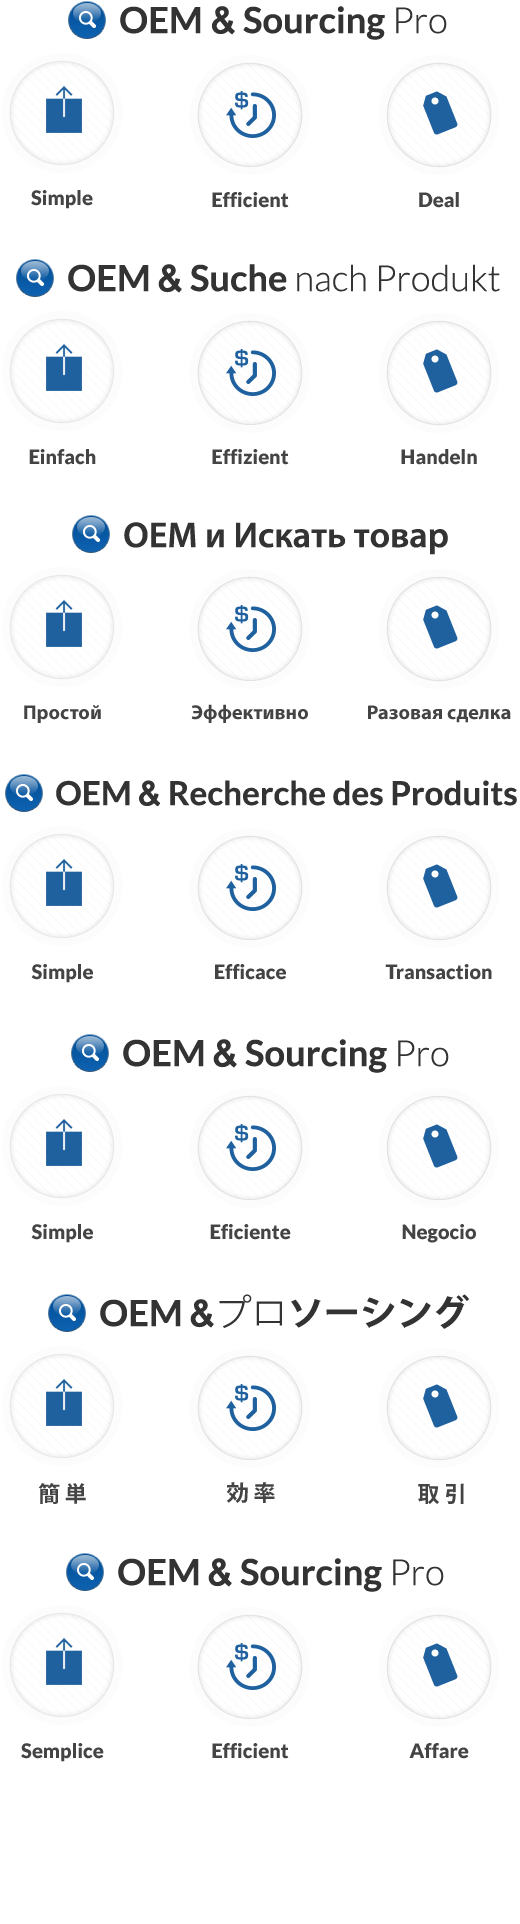 OEM & Sourcing Pro
Simple Efficient Deal
OEM & Suche nach Produkt
Einfach Effizient Handeln
OEM и Искать товар
Простой Эффективно Разовая сделка
OEM & Recherche des Produits
Simple Efficace Transaction
OEM & Sourcing Pro
Simple Eficiente Negocio
OEM &プロソーシング
簡単 効率 取引
OEM & Sourcing Pro
Semplice Efficient Affare